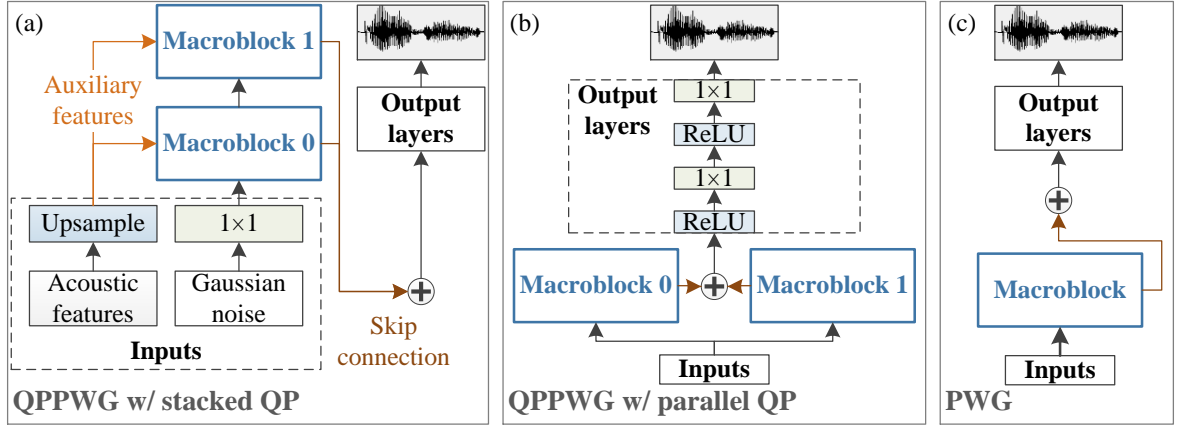 (a)
Macroblock 1
Auxiliary
features
Macroblock 0
Output
layers
Upsample
1×1
Acoustic
features
Gaussian
noise
Inputs
Skip
connection
QPPWG w/ stacked QP
(b)
Output
layers
1×1
ReLU
1×1
ReLU
Macroblock 0
Macroblock 1
Inputs
QPPWG w/ parallel QP
(c)
Output
layers
Macroblock
Inputs
PWG